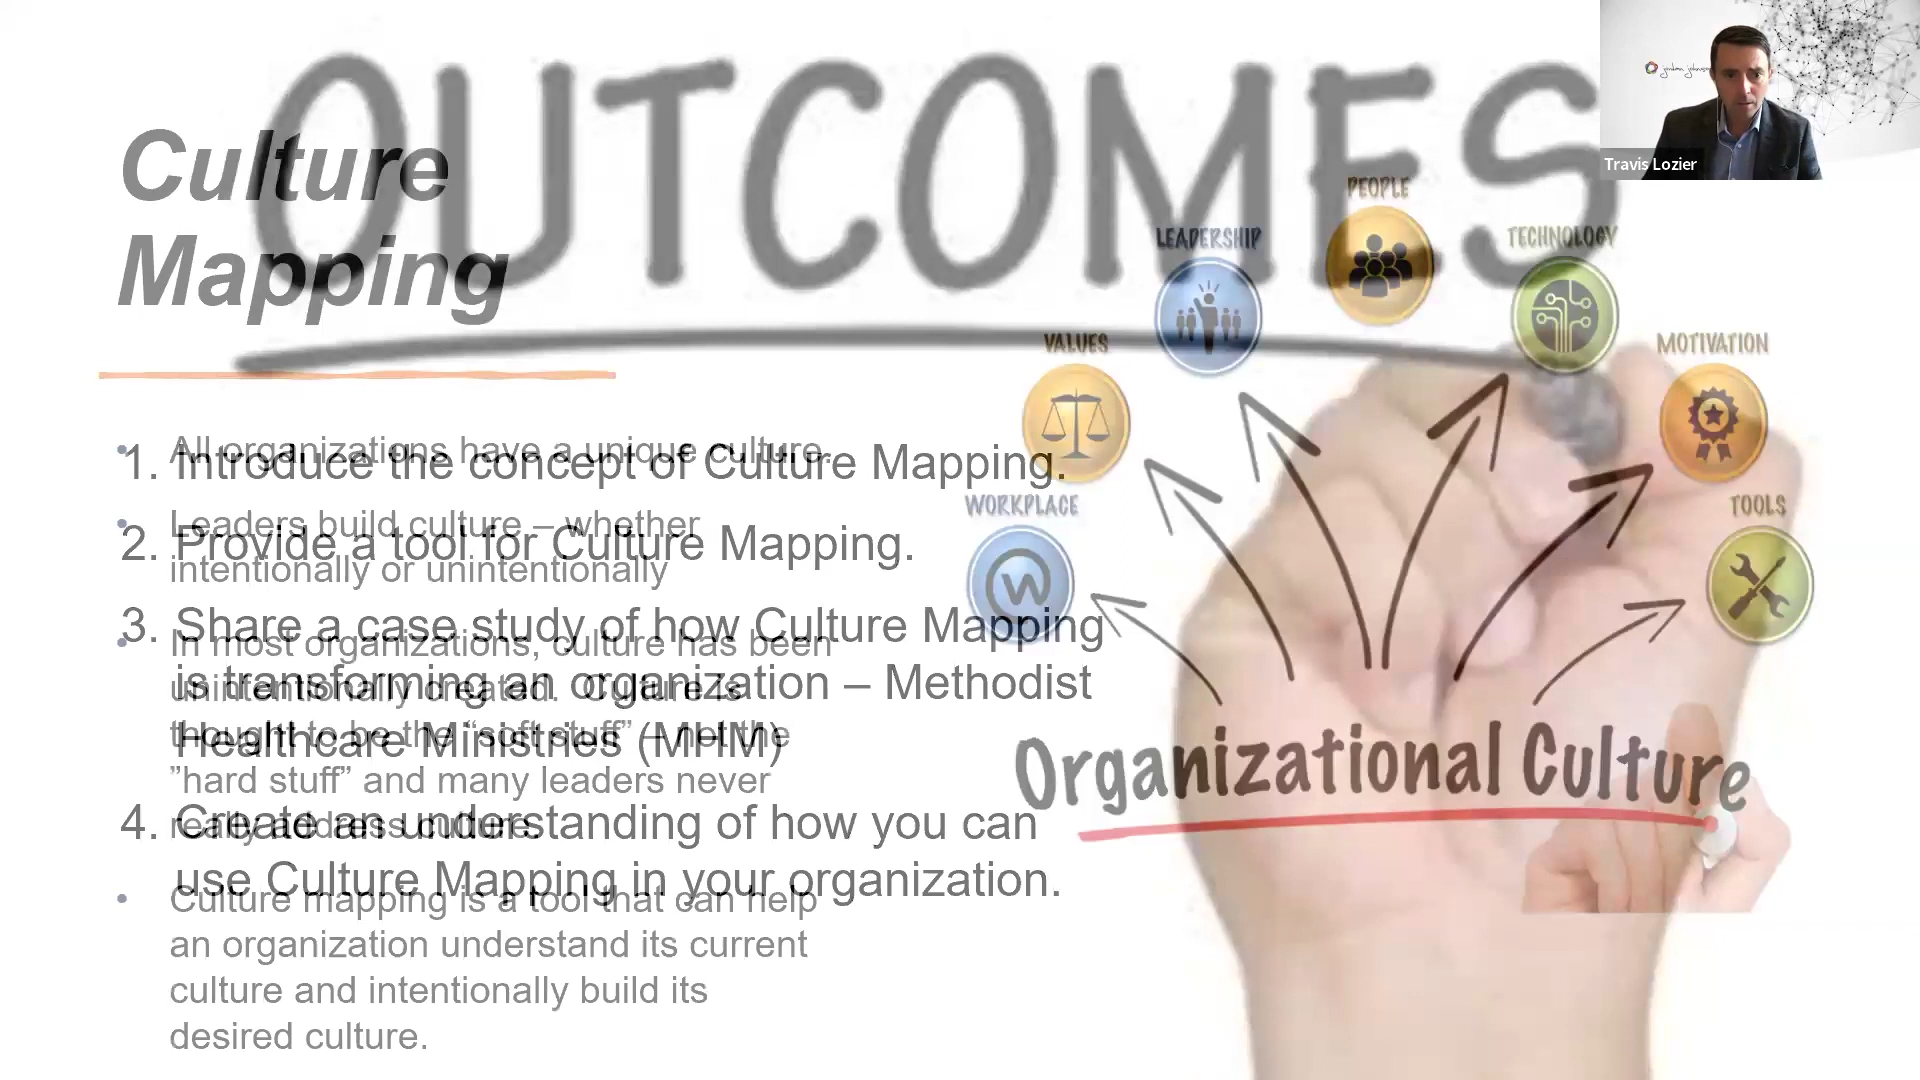 OUTCOMES
Culture
Mapping
1. Introduce the concept of Culture Mapping.
2. Provide a tool for Culture Mapping.
3. Share a case study of how Culture Mapping
is transforming an organization – Methodist
Healthcare Ministries (MHM)
4. Create an understanding of how you can
use Culture Mapping in your organization.
• All organizations have a unique culture.
• Leaders build culture – whether
intentionally or unintentionally
• In most organizations, culture has been
unintentionally created. Culture is
thought to be the “soft stuff” – not the
”hard stuff” and many leaders never
really address culture.
• Culture mapping is a tool that can help
an organization understand its current
culture and intentionally build its
desired culture.
PEOPLE
LEADERSHIP
TECHNOLOGY
VALUES
MOTIVATION
WORKPLACE
TOOLS
W
Organizational Culture
Travis Lozier